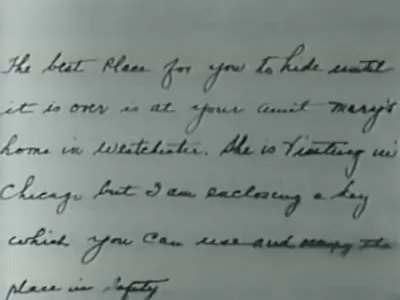 The best place for you to hide until
it is over is at your aunt Mary's
home in Westchester. She is visiting in
Chicago but I am enclosing a key
which you can use and occupy the
place in safety